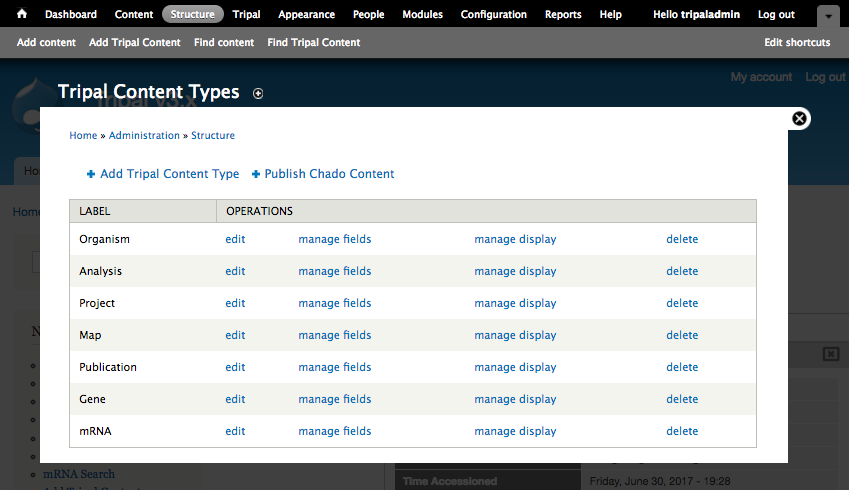 Dashboard Content Structure Tripal Appearance People Modules Configuration Reports Help Hello tripaladmin Log out
Add content Add Tripal Content Find content Find Tripal Content Edit shortcuts
My account Log out
Tripal Content Types
Tripal v3.x
Home » Administration » Structure
Home
+ Add Tripal Content Type + Publish Chado Content
LABEL OPERATIONS
Organism edit manage fields manage display delete
Analysis edit manage fields manage display delete
Project edit manage fields manage display delete
Map edit manage fields manage display delete
Publication edit manage fields manage display delete
Gene edit manage fields manage display delete
mRNA edit manage fields manage display delete
mRNA Search
Time Accessioned Friday, June 30, 2017 - 19:28